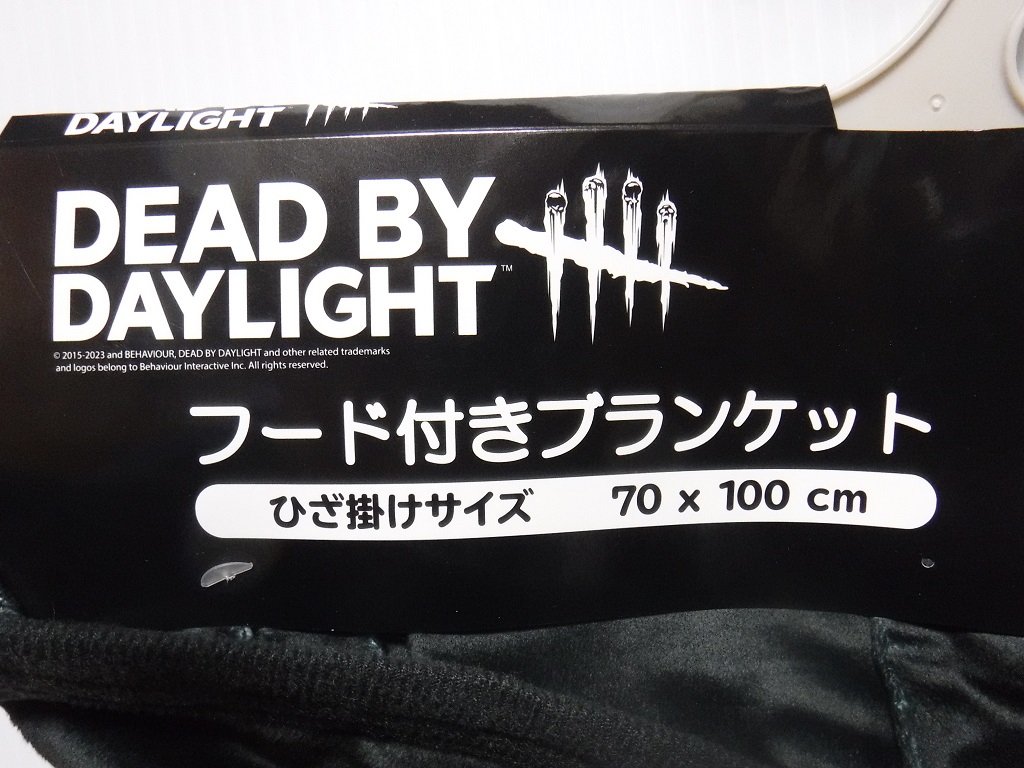 DAYLIGHT
DEAD BY
DAYLIGHT™
© 2015-2023 and BEHAVIOUR, DEAD BY DAYLIGHT and other related trademarks
and logos belong to Behaviour Interactive Inc. All rights reserved.
フード付きブランケット
ひざ掛けサイズ 70 x 100 cm